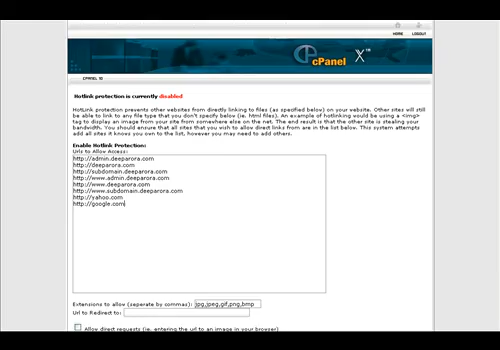 HOME LOGOUT
cPanel X™
CPANEL 10
Hotlink protection is currently disabled
HotLink protection prevents other websites from directly linking to files (as specified below) on your website. Other sites will still
be able to link to any file type that you don't specify below (ie. html files). An example of hotlinking would be using a <img>
tag to display an image from your site from somewhere else on the net. The end result is that the other site is stealing your
bandwidth. You should ensure that all sites that you wish to allow direct links from are in the list below. This system attempts to
add all sites it knows you own to the list, however you may need to add others.
Enable Hotlink Protection:
Urls to Allow Access:
http://admin.deeparora.com
http://deeparora.com
http://subdomain.deeparora.com
http://www.admin.deeparora.com
http://www.deeparora.com
http://www.subdomain.deeparora.com
http://yahoo.com
http://google.com
Extensions to allow (seperate by commas): jpg,jpeg,gif,png,bmp
Url to Redirect to:
Allow direct requests (ie. entering the url to an image in your browser)